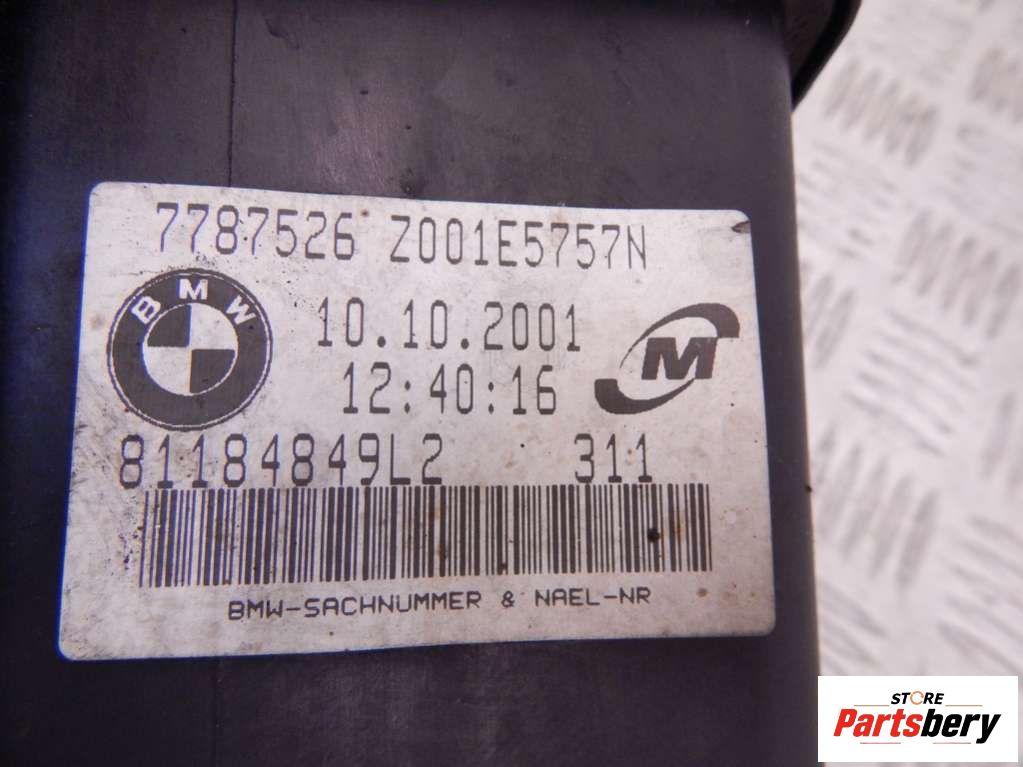 7787526 Z001E5757N
BMW
10.10.2001
M
12:40:16
81184849L2 311
BMW-SACHNUMMER & NAEL-NR
STORE
Partsbery